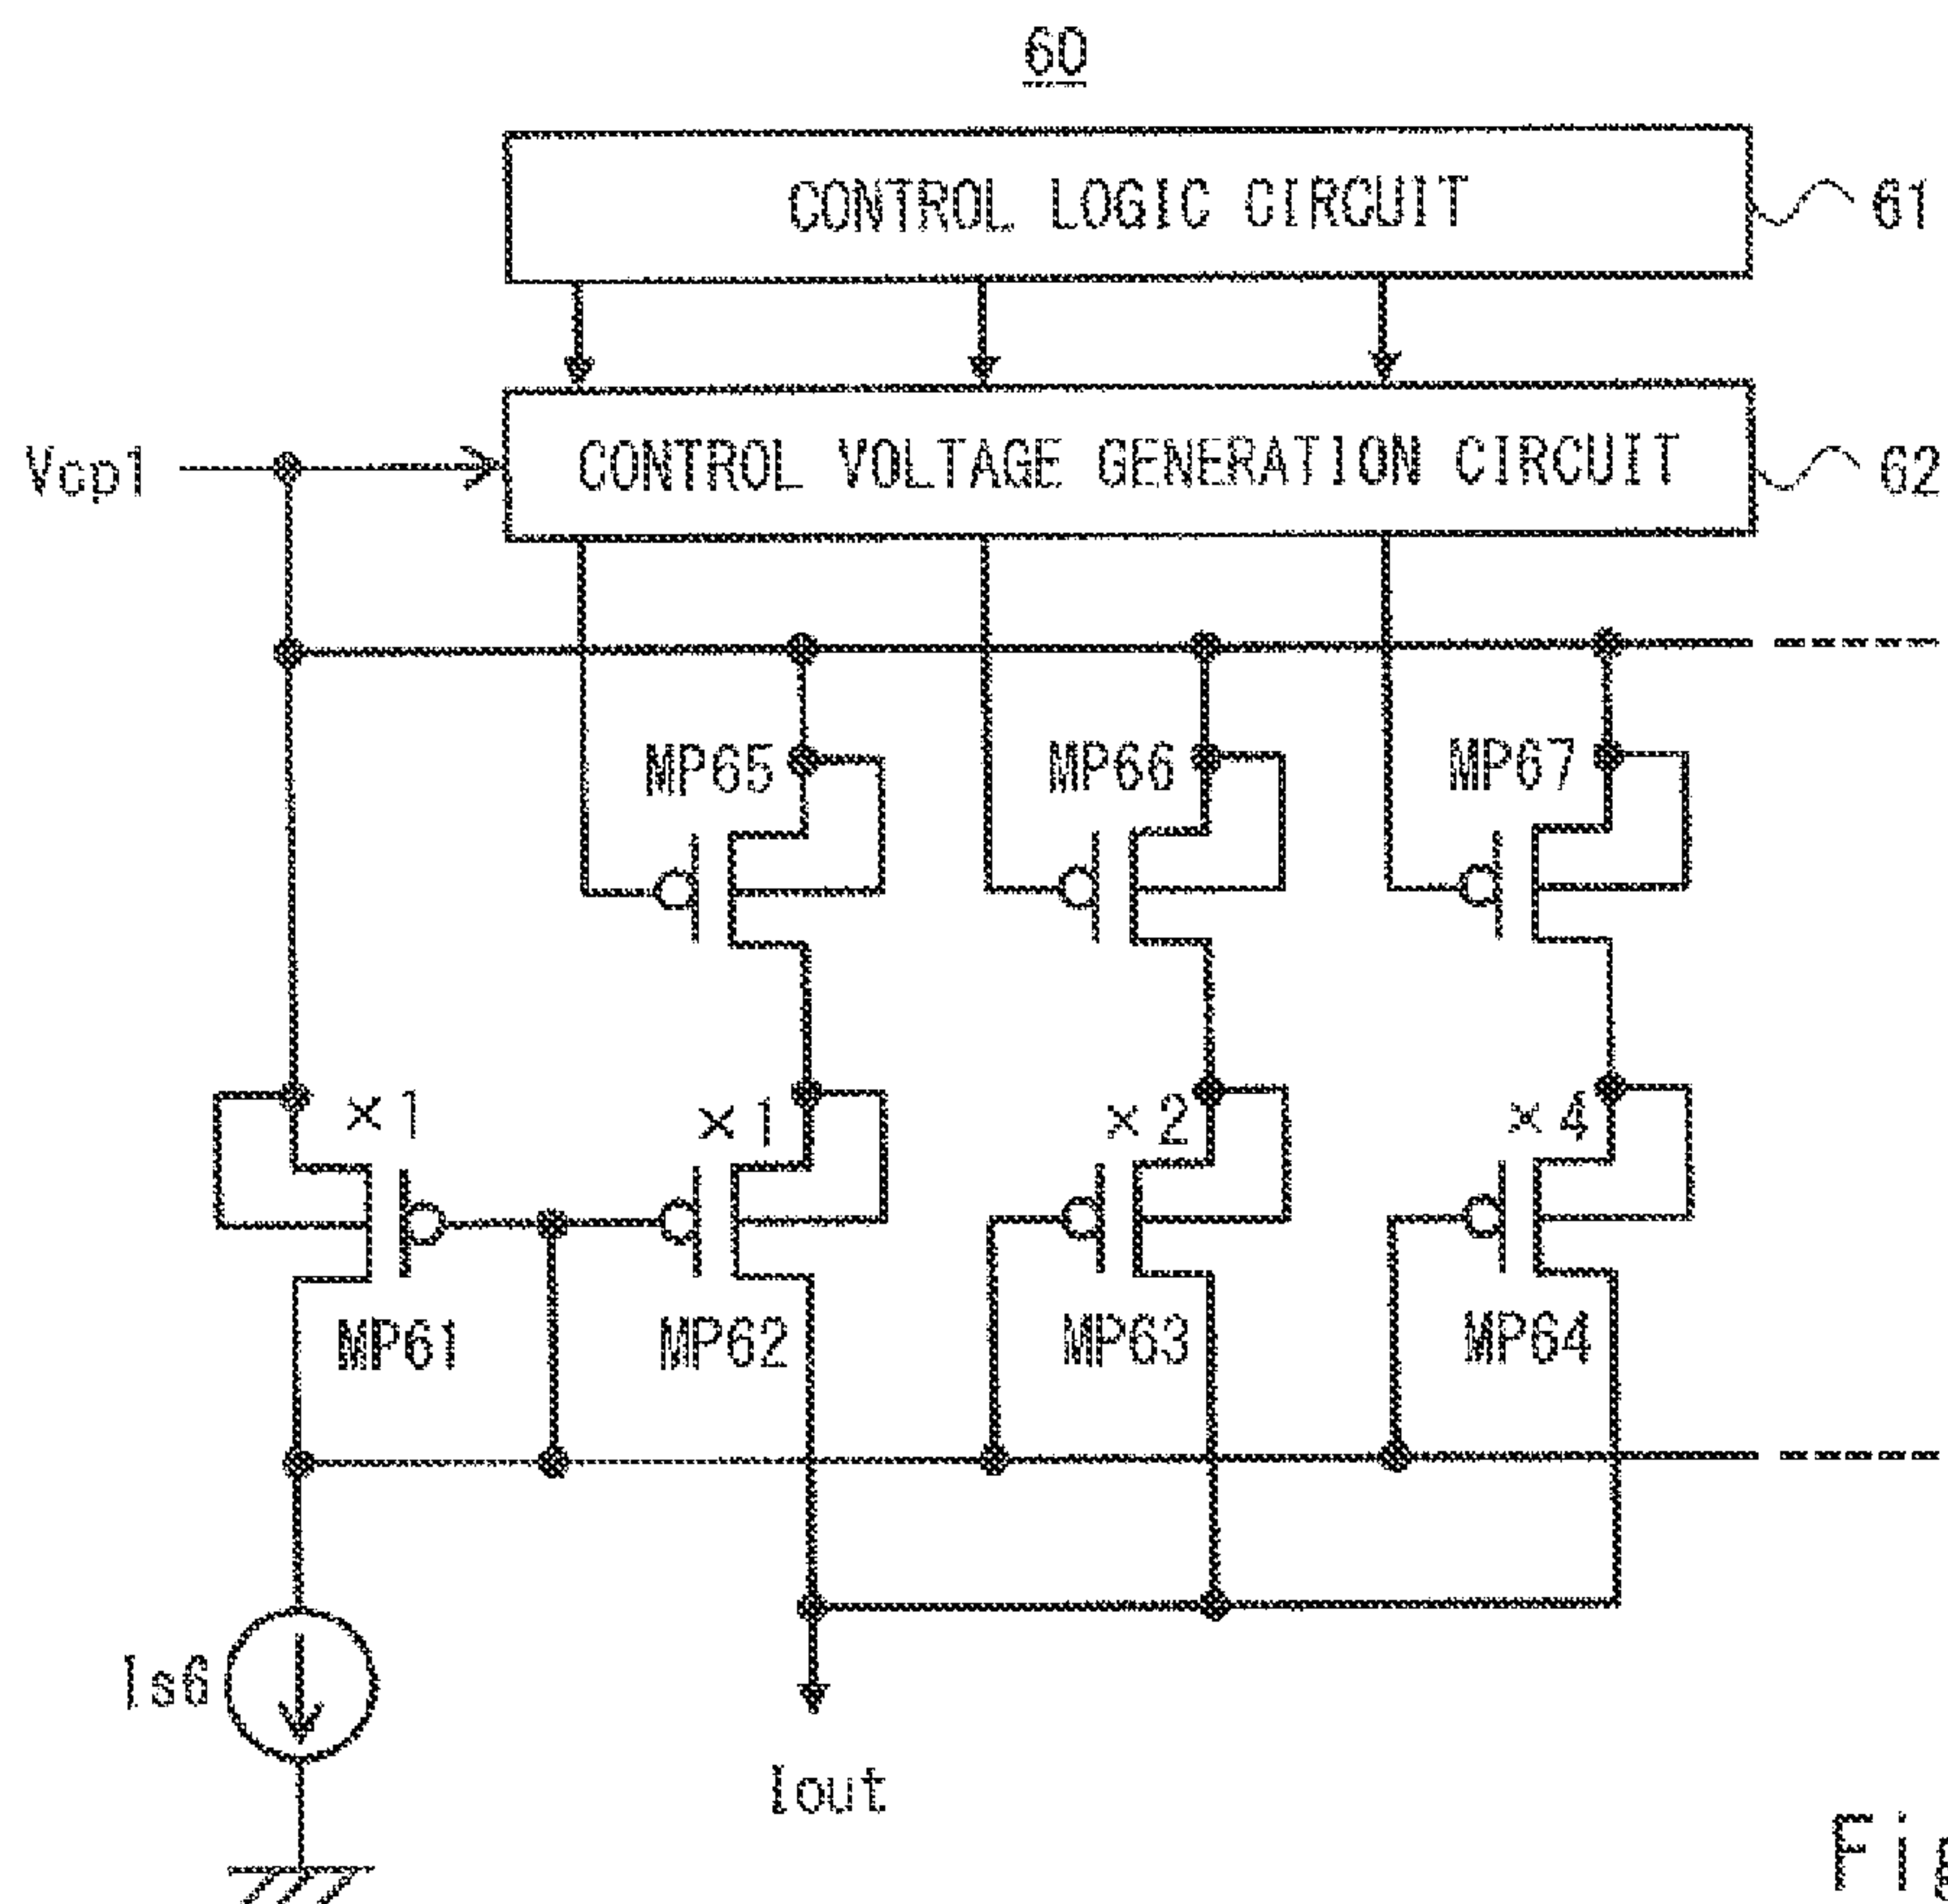 60
CONTROL LOGIC CIRCUIT
61
Vcp1
CONTROL VOLTAGE GENERATION CIRCUIT
62
MP65
MP66
MP67
×1
×1
×2
×4
MP61
MP62
MP63
MP64
Is6
Iout
Fig